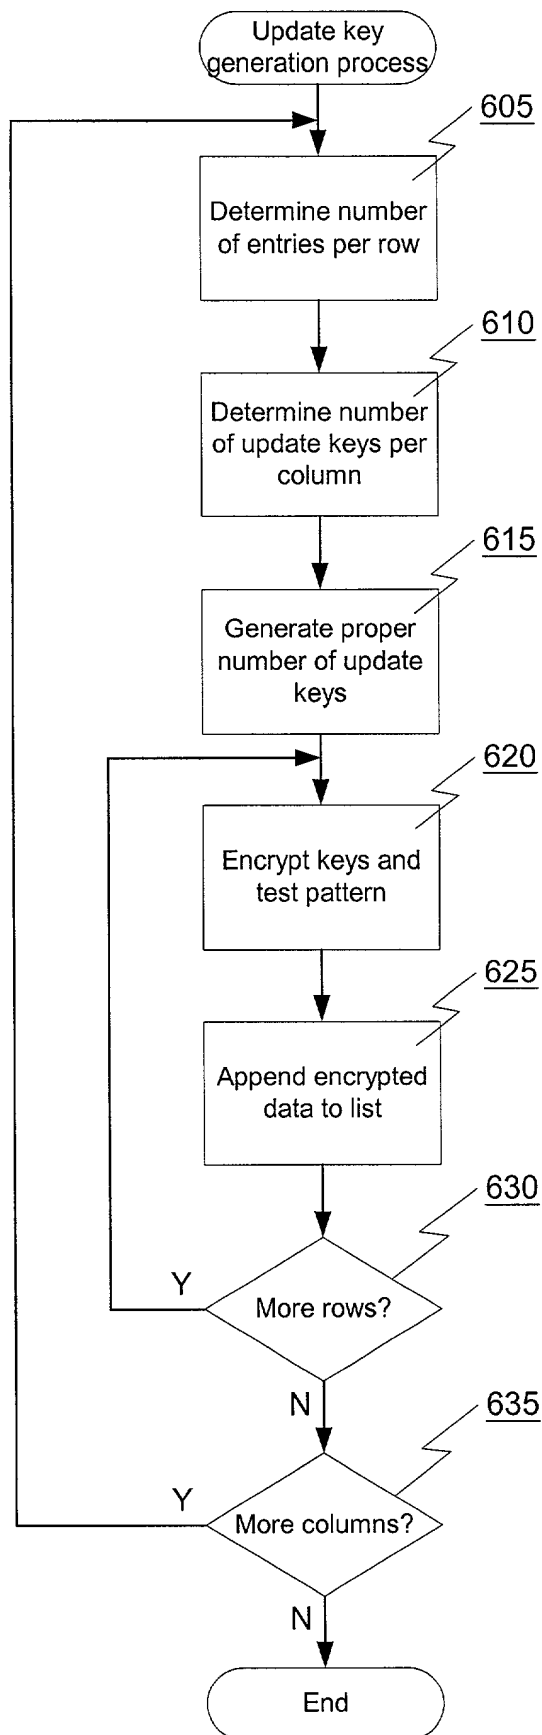 Update key
generation process
605
Determine number
of entries per row
610
Determine number
of update keys per
column
615
Generate proper
number of update
keys
620
Encrypt keys and
test pattern
625
Append encrypted
data to list
630
Y
More rows?
N
635
Y
More columns?
N
End